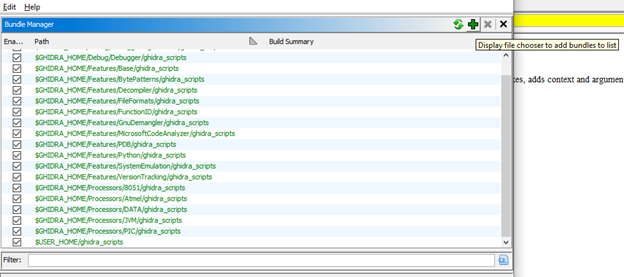 Edit Help
Bundle Manager
Display file chooser to add bundles to list
Ena... Path Build Summary
$GHIDRA_HOME/Debug/Debugger/ghidra_scripts
$GHIDRA_HOME/Features/Base/ghidra_scripts
$GHIDRA_HOME/Features/BytePatterns/ghidra_scripts
$GHIDRA_HOME/Features/Decompiler/ghidra_scripts
$GHIDRA_HOME/Features/FileFormats/ghidra_scripts
$GHIDRA_HOME/Features/FunctionID/ghidra_scripts
$GHIDRA_HOME/Features/GnuDemangler/ghidra_scripts
$GHIDRA_HOME/Features/MicrosoftCodeAnalyzer/ghidra_scripts
$GHIDRA_HOME/Features/PDB/ghidra_scripts
$GHIDRA_HOME/Features/Python/ghidra_scripts
$GHIDRA_HOME/Features/SystemEmulation/ghidra_scripts
$GHIDRA_HOME/Features/VersionTracking/ghidra_scripts
$GHIDRA_HOME/Processors/8051/ghidra_scripts
$GHIDRA_HOME/Processors/Atmel/ghidra_scripts
$GHIDRA_HOME/Processors/DATA/ghidra_scripts
$GHIDRA_HOME/Processors/JVM/ghidra_scripts
$GHIDRA_HOME/Processors/PIC/ghidra_scripts
$USER_HOME/ghidra_scripts
Filter:
adds context and argumen